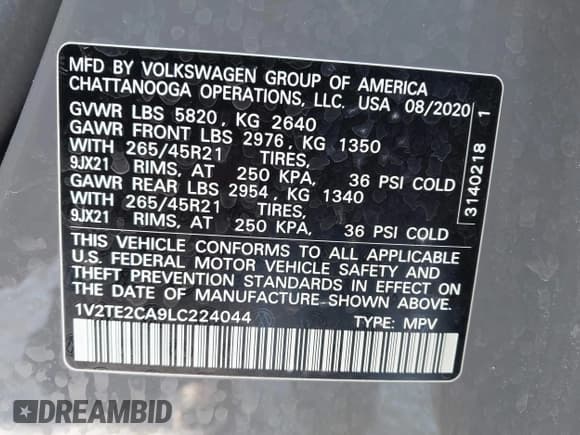 MFD BY VOLKSWAGEN GROUP OF AMERICA
CHATTANOOGA OPERATIONS, LLC. USA 08/2020
GVWR LBS 5820, KG 2640
GAWR FRONT LBS 2976, KG 1350
WITH 265/45R21 TIRES,
9JX21 RIMS, AT 250 KPA, 36 PSI COLD
GAWR REAR LBS 2954, KG 1340
WITH 265/45R21 TIRES,
9JX21 RIMS, AT 250 KPA, 36 PSI COLD
THIS VEHICLE CONFORMS TO ALL APPLICABLE
U.S. FEDERAL MOTOR VEHICLE SAFETY AND
THEFT PREVENTION STANDARDS IN EFFECT ON
THE DATE OF MANUFACTURE SHOWN ABOVE.
1V2TE2CA9LC224044 TYPE: MPV
3140218 1
DREAMBID